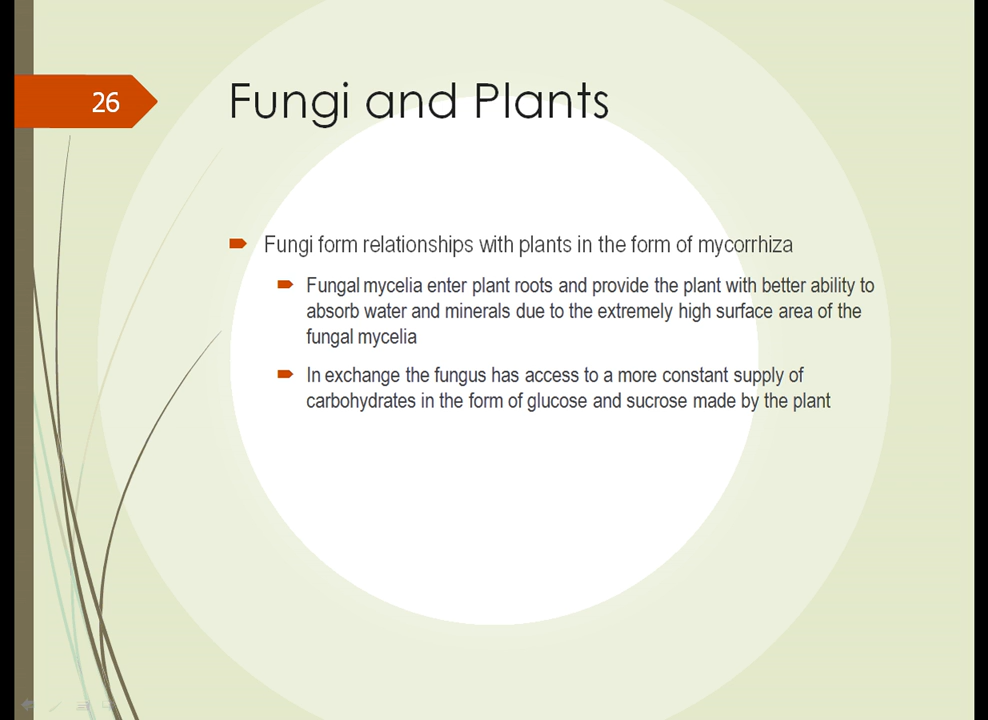 26
Fungi and Plants
Fungi form relationships with plants in the form of mycorrhiza
Fungal mycelia enter plant roots and provide the plant with better ability to
absorb water and minerals due to the extremely high surface area of the
fungal mycelia
In exchange the fungus has access to a more constant supply of
carbohydrates in the form of glucose and sucrose made by the plant